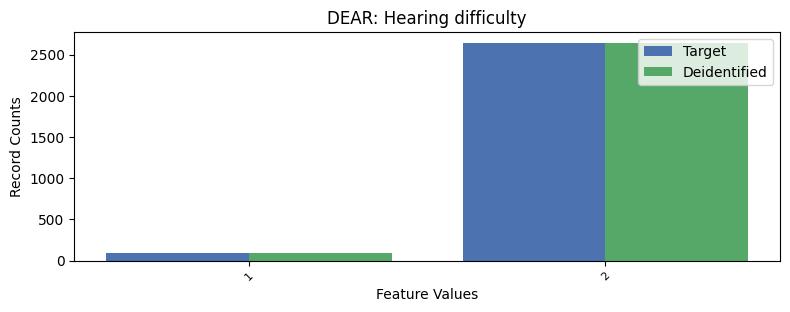 DEAR: Hearing difficulty
Target
Deidentified
2500
2000
1500
1000
500
0
Record Counts
1
2
Feature Values